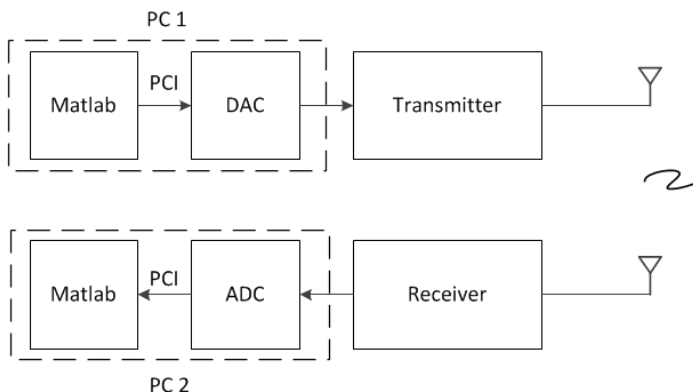 PC 1
Matlab
PCI
DAC
Transmitter
Matlab
PCI
ADC
Receiver
PC 2